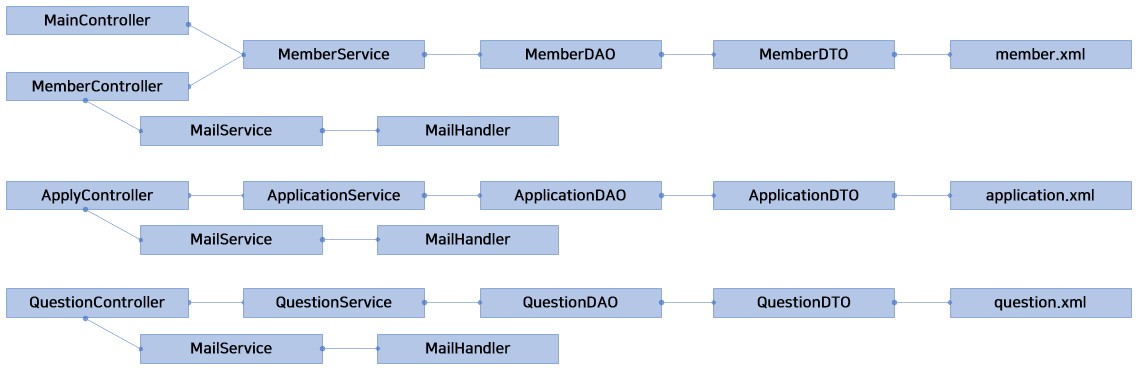 MainController
MemberService
MemberDAO
MemberDTO
member.xml
MemberController
MailService
MailHandler
ApplyController
ApplicationService
ApplicationDAO
ApplicationDTO
application.xml
MailService
MailHandler
QuestionController
QuestionService
QuestionDAO
QuestionDTO
question.xml
MailService
MailHandler